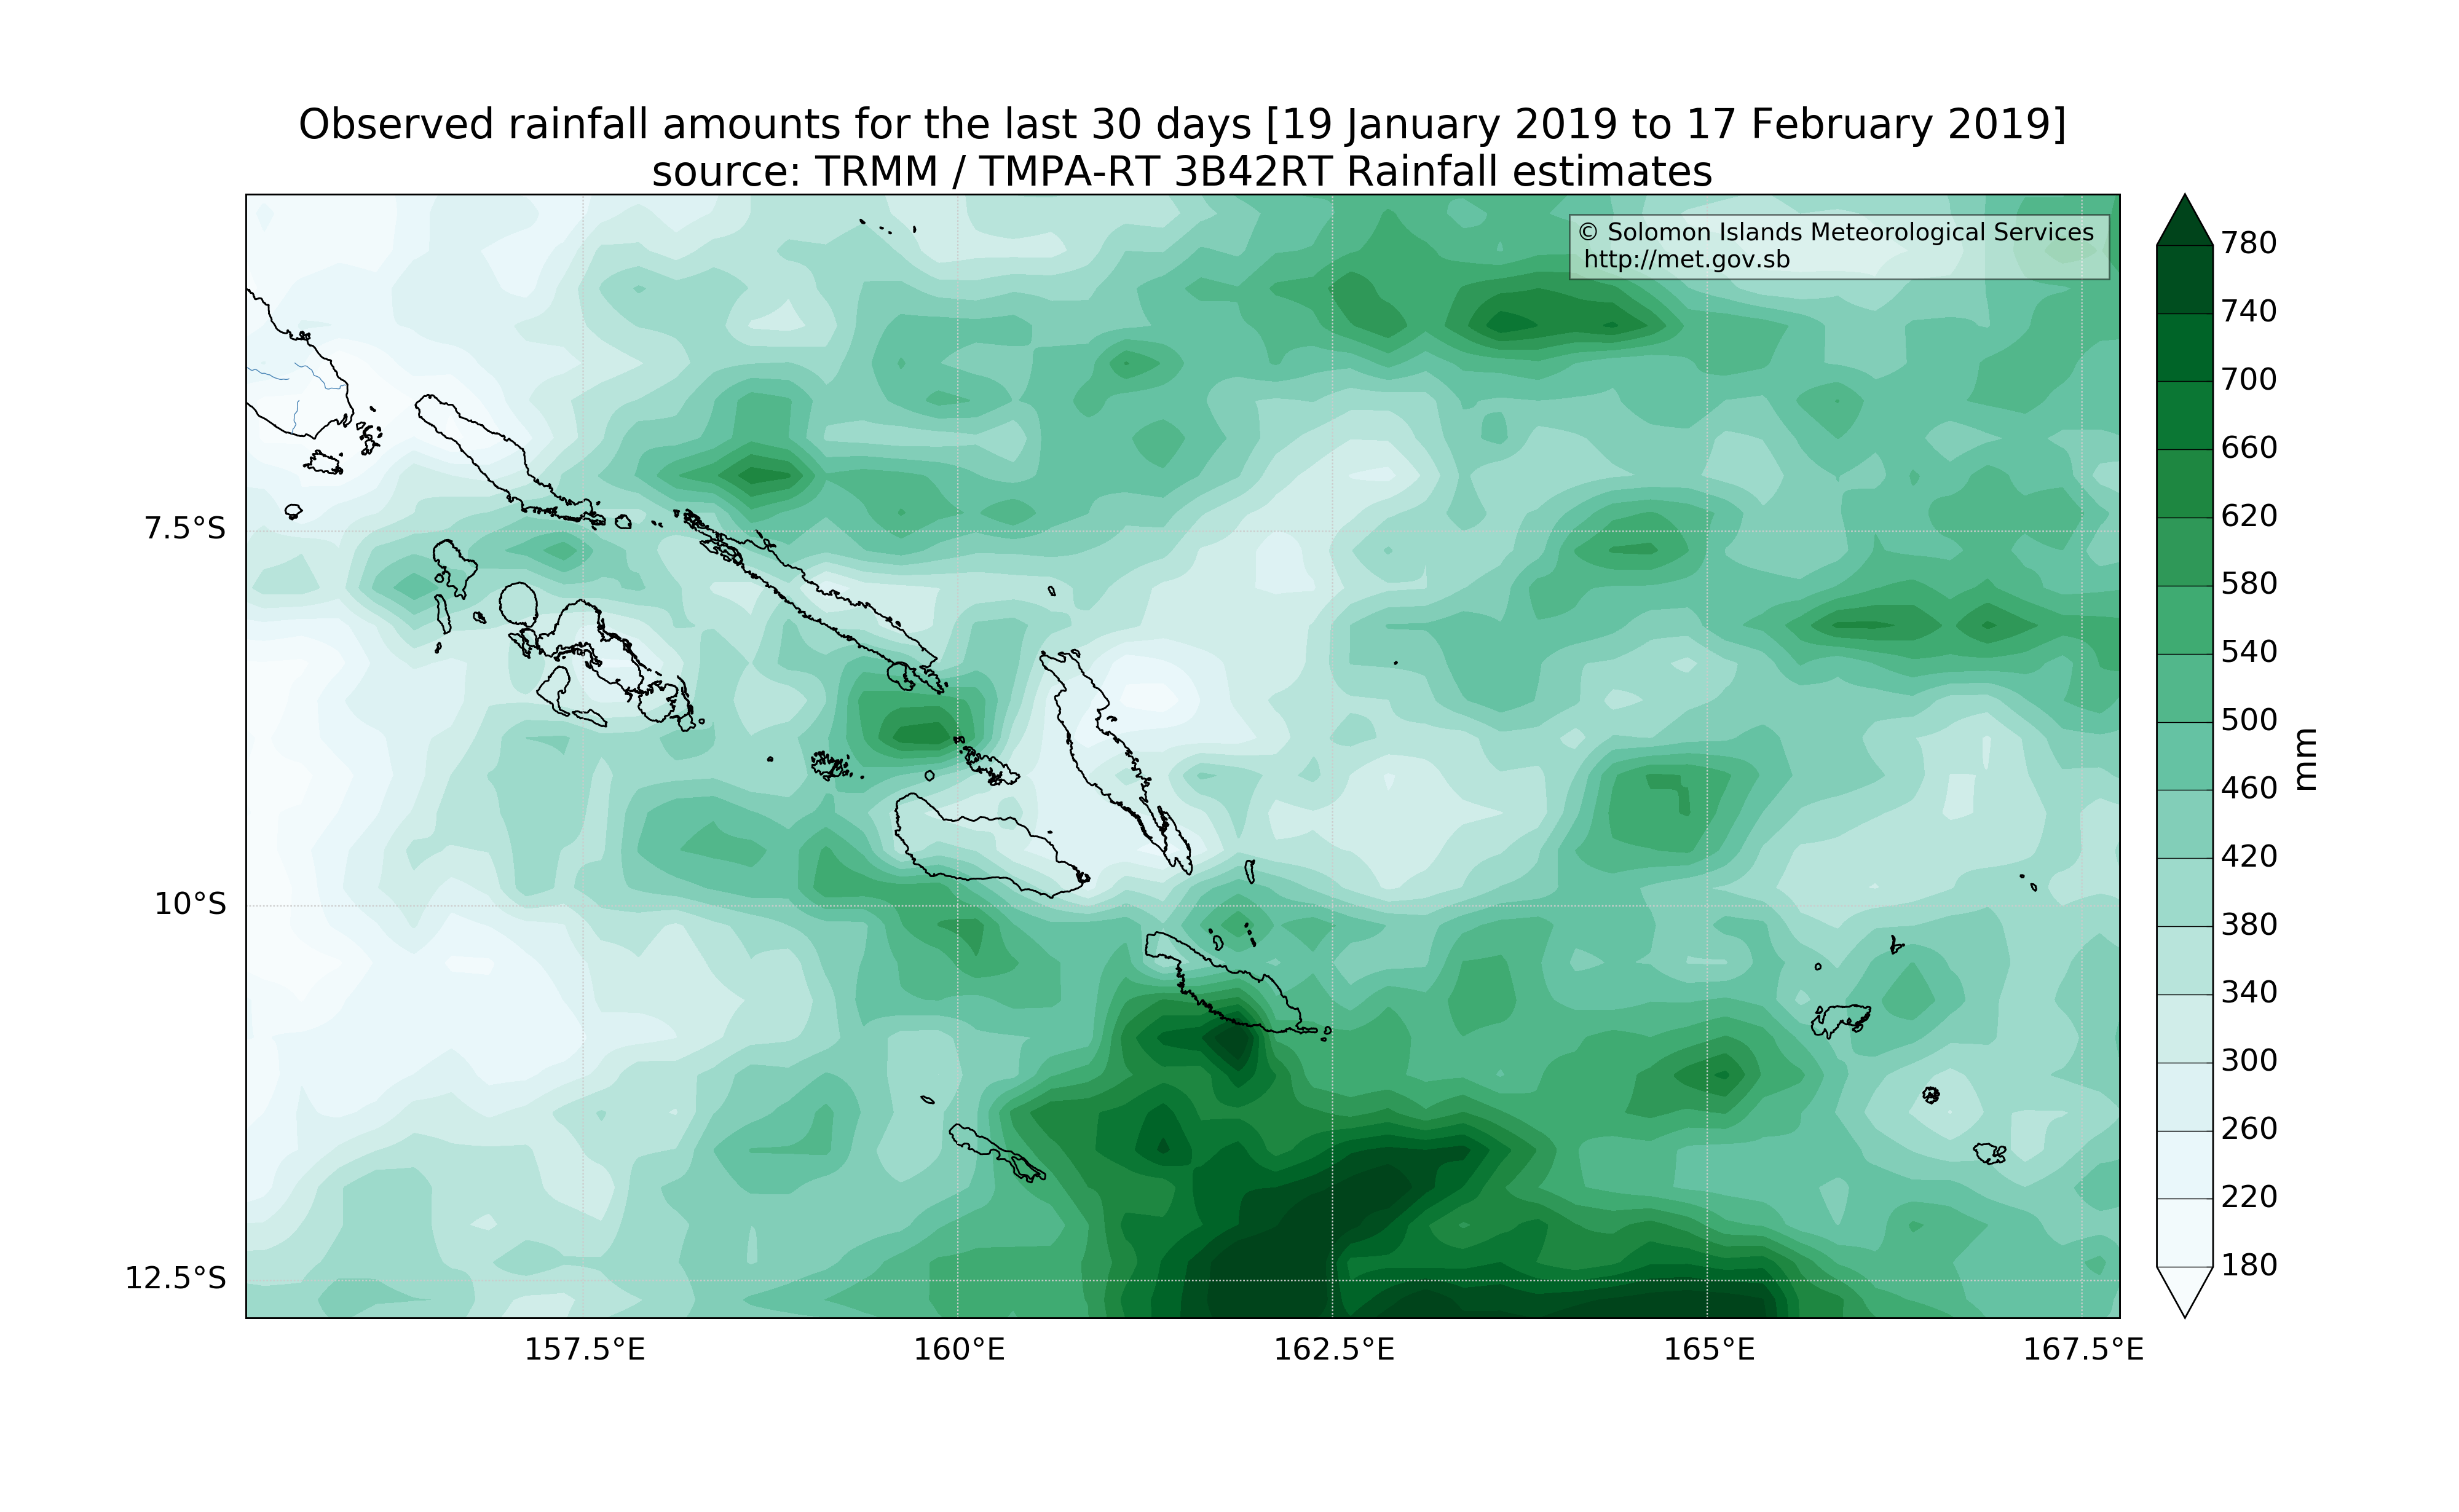 Observed rainfall amounts for the last 30 days [19 January 2019 to 17 February 2019]
source: TRMM / TMPA-RT 3B42RT Rainfall estimates
© Solomon Islands Meteorological Services
http://met.gov.sb
780
740
700
660
620
580
540
500
460
420
380
340
300
260
220
180
mm
7.5°S
10°S
12.5°S
157.5°E
160°E
162.5°E
165°E
167.5°E